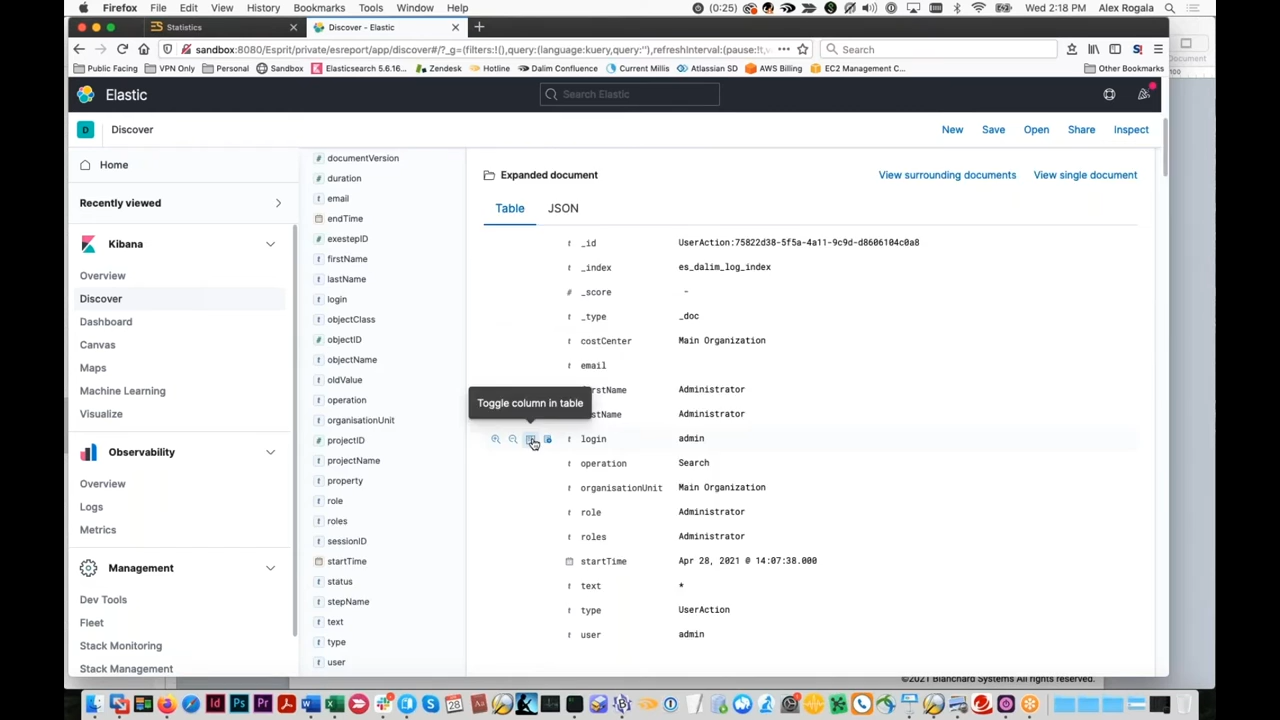 Firefox File Edit View History Bookmarks Tools Window Help (0:25) Wed 2:18 PM Alex Rogala
Statistics Discover - Elastic
sandbox:8080/Esprit/private/esreport/app/discover#/?_g=(filters:!(),query:(language:kuery,query:''),refreshInterval:(pause:!t,v Search
Public Facing VPN Only Personal Sandbox Elasticsearch 5.6.16... Zendesk Hotline Dalim Confluence Current Millis Atlassian SD AWS Billing EC2 Management C... Other Bookmarks
Elastic Search Elastic
D Discover New Save Open Share Inspect
Home
Recently viewed
Kibana
Overview
Discover
Dashboard
Canvas
Maps
Machine Learning
Visualize
Observability
Overview
Logs
Metrics
Management
Dev Tools
Fleet
Stack Monitoring
Stack Management
# documentVersion
# duration
t email
endTime
# exestepID
t firstName
t lastName
t login
t objectClass
# objectID
t objectName
t oldValue
t operation
t organisationUnit
# projectID
t projectName
t property
t role
t roles
t sessionID
startTime
t status
t stepName
t text
t type
t user
Expanded document View surrounding documents View single document
Table JSON
t _id UserAction:75822d38-5f5a-4a11-9c9d-d8606104c0a8
t _index es_dalim_log_index
# _score -
t _type _doc
t costCenter Main Organization
t email
rstName Administrator
Toggle column in table
stName Administrator
t login admin
t operation Search
t organisationUnit Main Organization
t role Administrator
t roles Administrator
startTime Apr 28, 2021 @ 14:07:38.000
t text *
t type UserAction
t user admin
©2021 Blanchard Systems All rights reserved.